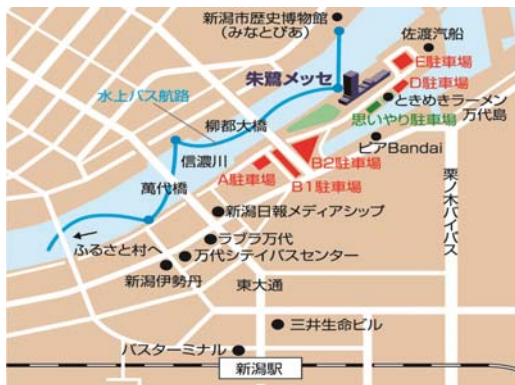 新潟市歴史博物館
(みなとぴあ)
佐渡汽船
E駐車場
朱鷺メッセ
D駐車場
水上バス航路
ときめきラーメン
万代島
柳都大橋
思いやり駐車場
ピアBandai
信濃川
B2駐車場
A駐車場
B1駐車場
萬代橋
栗ノ木バイパス
新潟日報メディアシップ
ふるさと村へ
ラブラ万代
万代シテイバスセンター
新潟伊勢丹
東大通
三井生命ビル
バスターミナル
新潟駅